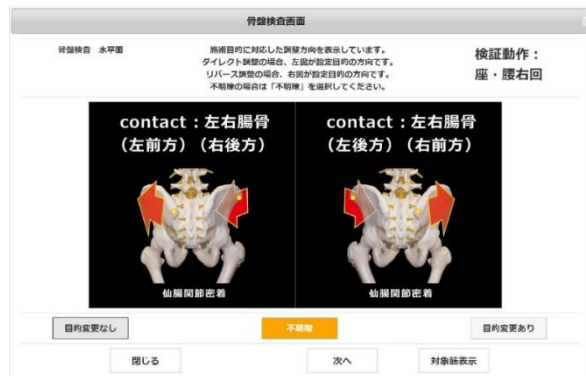 骨盤検査画面
骨盤検査 水平面
施術目的に対応した調整方向を表示しています。
ダイレクト調整の場合、左図が設定目的の方向です。
リバース調整の場合、右図が設定目的の方向です。
不明瞭の場合は「不明瞭」を選択してください。
検証動作：
座・腰右回
contact：左右腸骨
（左前方）（右後方）
仙腸関節密着
contact：左右腸骨
（左後方）（右前方）
仙腸関節密着
目的変更なし
不明瞭
目的変更あり
閉じる
次へ
対象筋表示